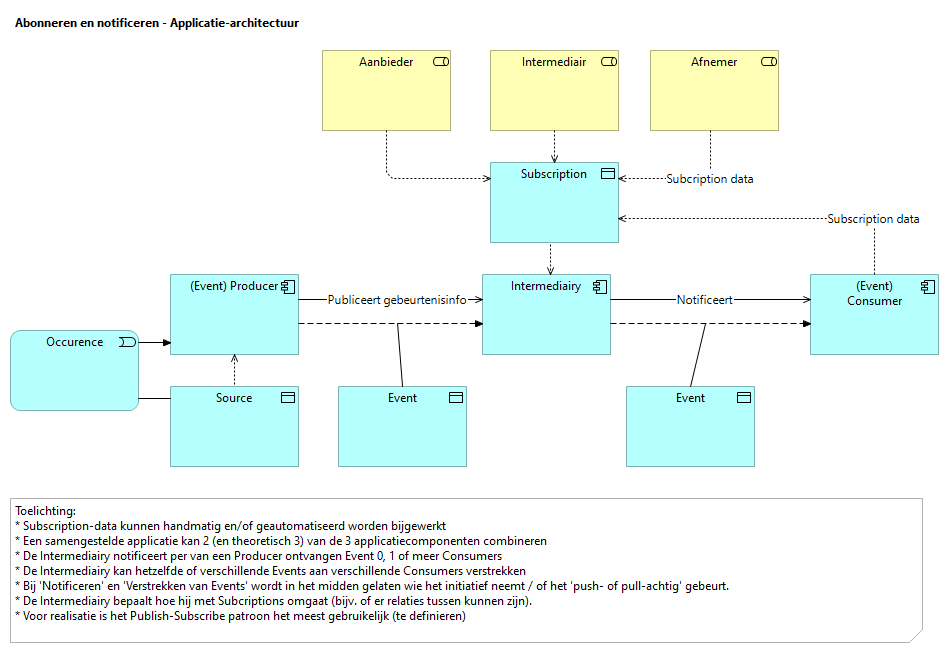 Abonneren en notificeren - Applicatie-architectuur
Aanbieder
Intermediair
Afnemer
Subscription
Subcription data
Subscription data
(Event) Producer
Publiceert gebeurtenisinfo
Intermediairy
Notificeert
(Event)
Consumer
Occurence
Source
Event
Event
Toelichting:
* Subscription-data kunnen handmatig en/of geautomatiseerd worden bijgewerkt
* Een samengestelde applicatie kan 2 (en theoretisch 3) van de 3 applicatiecomponenten combineren
* De Intermediairy notificeert per van een Producer ontvangen Event 0, 1 of meer Consumers
* De Intermediairy kan hetzelfde of verschillende Events aan verschillende Consumers verstrekken
* Bij 'Notificeren' en 'Verstrekken van Events' wordt in het midden gelaten wie het initiatief neemt / of het 'push- of pull-achtig' gebeurt.
* De Intermediairy bepaalt hoe hij met Subcriptions omgaat (bijv. of er relaties tussen kunnen zijn).
* Voor realisatie is het Publish-Subscribe patroon het meest gebruikelijk (te definieren)